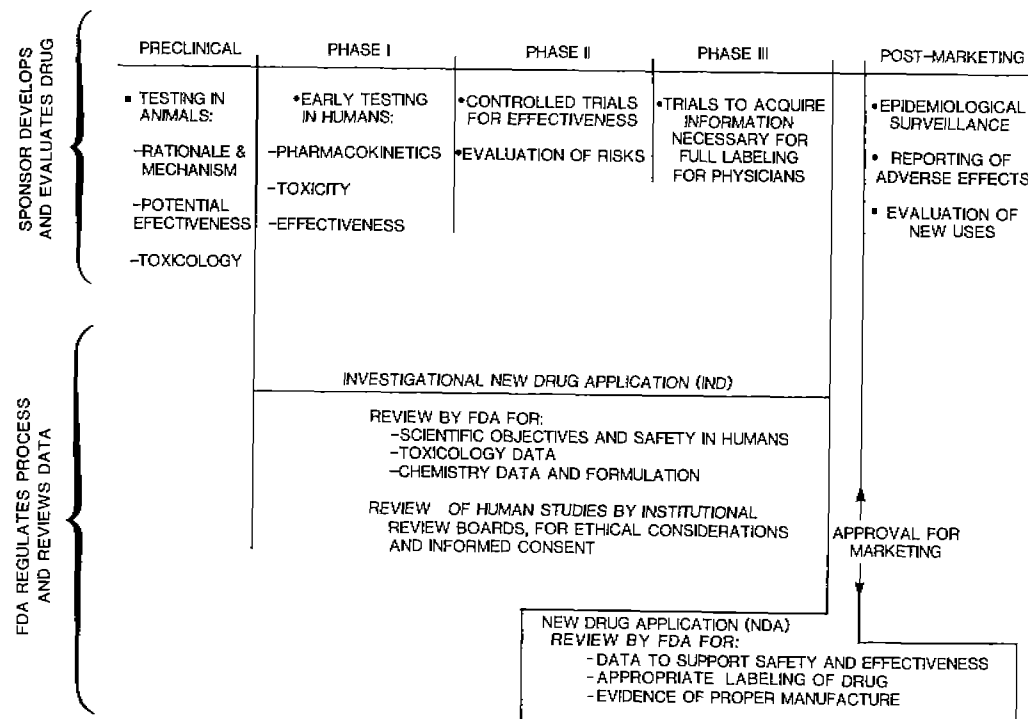 SPONSOR DEVELOPS
AND EVALUATES DRUG
PRECLINICAL
▪ TESTING IN
ANIMALS:
-RATIONALE &
MECHANISM
-POTENTIAL
EFECTIVENESS
-TOXICOLOGY
PHASE I
•EARLY TESTING
IN HUMANS:
-PHARMACOKINETICS
-TOXICITY
-EFFECTIVENESS
PHASE II
•CONTROLLED TRIALS
FOR EFFECTIVENESS
•EVALUATION OF RISKS
PHASE III
•TRIALS TO ACQUIRE
INFORMATION
NECESSARY FOR
FULL LABELING
FOR PHYSICIANS
POST-MARKETING
•EPIDEMIOLOGICAL
SURVEILLANCE
• REPORTING OF
ADVERSE EFFECTS
▪ EVALUATION OF
NEW USES
FDA REGULATES PROCESS
AND REVIEWS DATA
INVESTIGATIONAL NEW DRUG APPLICATION (IND)
REVIEW BY FDA FOR:
-SCIENTIFIC OBJECTIVES AND SAFETY IN HUMANS
-TOXICOLOGY DATA
-CHEMISTRY DATA AND FORMULATION
REVIEW OF HUMAN STUDIES BY INSTITUTIONAL
REVIEW BOARDS, FOR ETHICAL CONSIDERATIONS
AND INFORMED CONSENT
APPROVAL FOR
MARKETING
NEW DRUG APPLICATION (NDA)
REVIEW BY FDA FOR:
- DATA TO SUPPORT SAFETY AND EFFECTIVENESS
- APPROPRIATE LABELING OF DRUG
- EVIDENCE OF PROPER MANUFACTURE